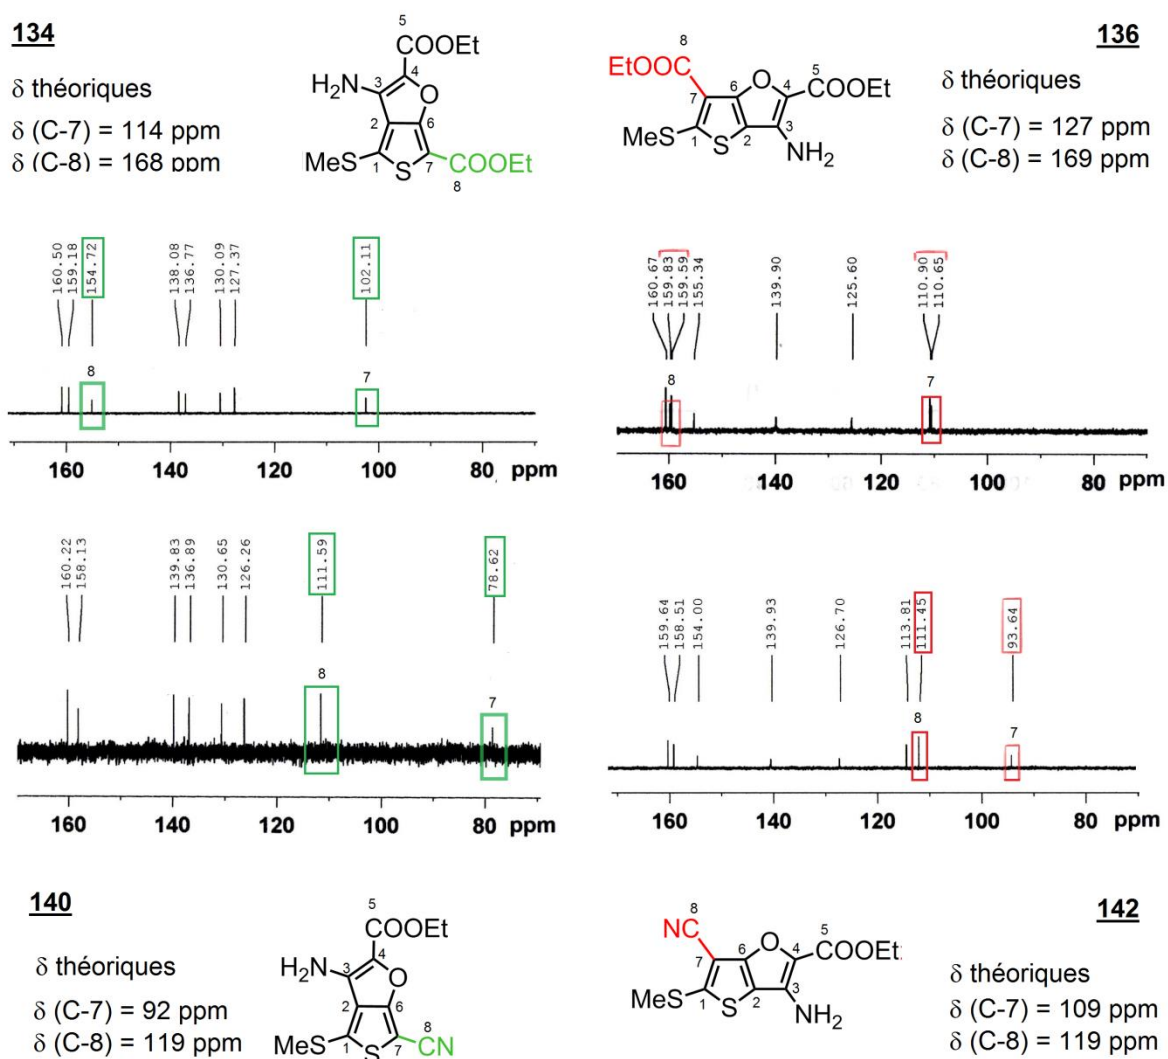 134
δ théoriques
δ (C-7) = 114 ppm
δ (C-8) = 168 ppm
5
COOEt
H₂N
3
4
O
2
6
MeS
1
S
7
COOEt
8
136
δ théoriques
δ (C-7) = 127 ppm
δ (C-8) = 169 ppm
8
EtOOC
7
6
O
4
5
COOEt
MeS
1
S
2
3
NH₂
160.50
159.18
154.72
138.08
136.77
130.09
127.37
102.11
8
7
160 140 120 100 80 ppm
160.67
159.83
159.59
155.34
139.90
125.60
110.90
110.65
8
7
160 140 120 100 80 ppm
160.22
158.13
139.83
136.89
130.65
126.26
111.59
78.62
8
7
160 140 120 100 80 ppm
159.64
158.51
154.00
139.93
126.70
113.81
111.45
93.64
8
7
160 140 120 100 80 ppm
140
δ théoriques
δ (C-7) = 92 ppm
δ (C-8) = 119 ppm
5
COOEt
H₂N
3
4
O
2
6
MeS
1
S
7
8
CN
142
δ théoriques
δ (C-7) = 109 ppm
δ (C-8) = 119 ppm
8
NC
7
6
O
4
5
COOEt
MeS
1
S
2
3
NH₂